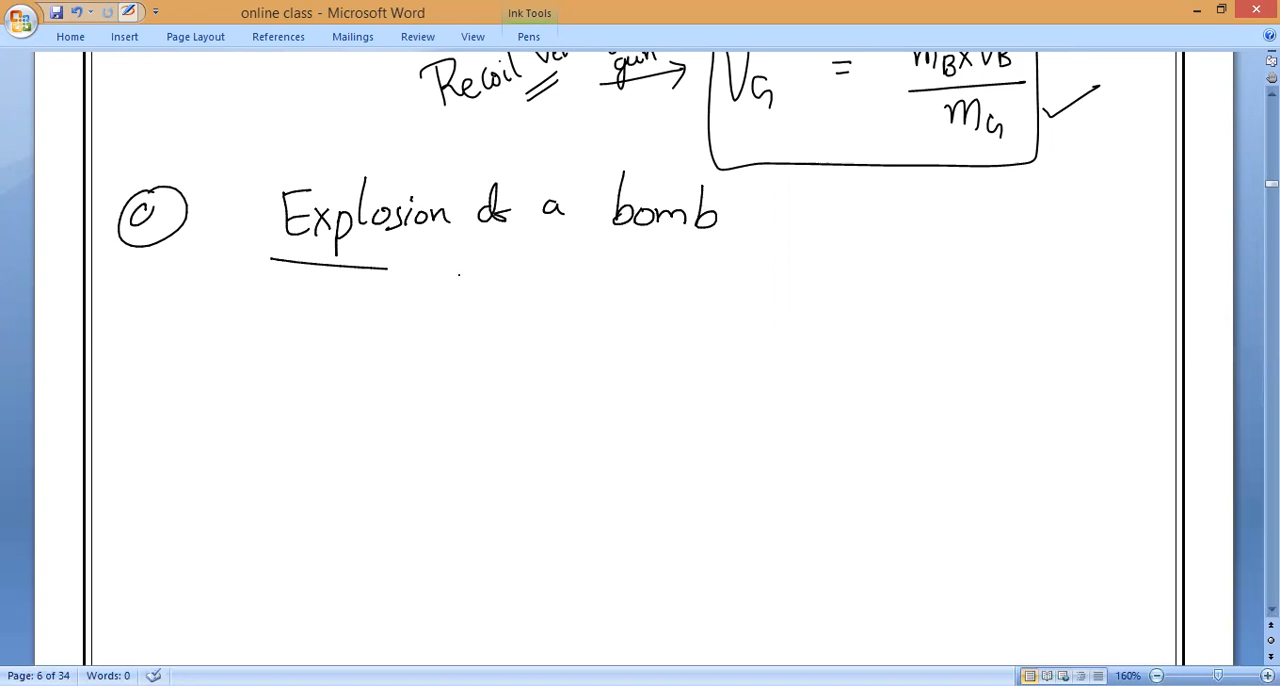 online class - Microsoft Word
Ink Tools
Home Insert Page Layout References Mailings Review View Pens
Recoil gun V_G = m_B x v_B / m_G
C Explosion of a bomb
Page: 6 of 34 Words: 0 160%